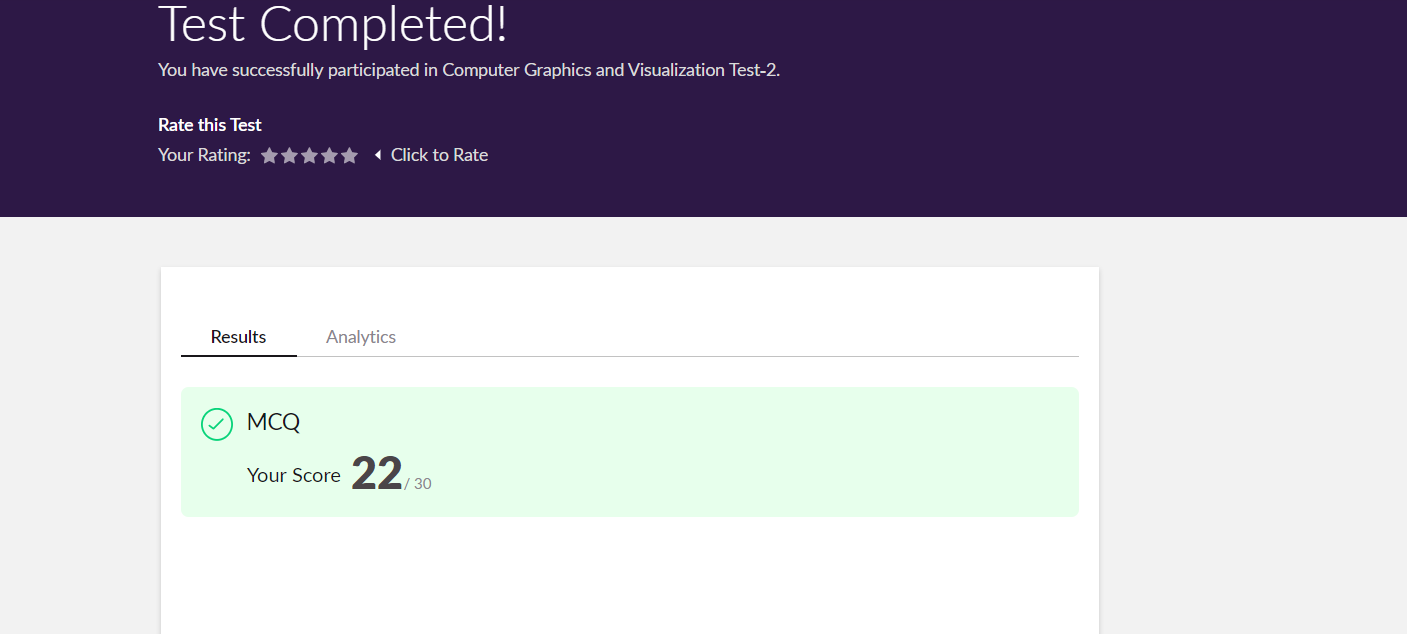 Test Completed!
You have successfully participated in Computer Graphics and Visualization Test-2.
Rate this Test
Your Rating: Click to Rate
Results Analytics
MCQ
Your Score 22 / 30